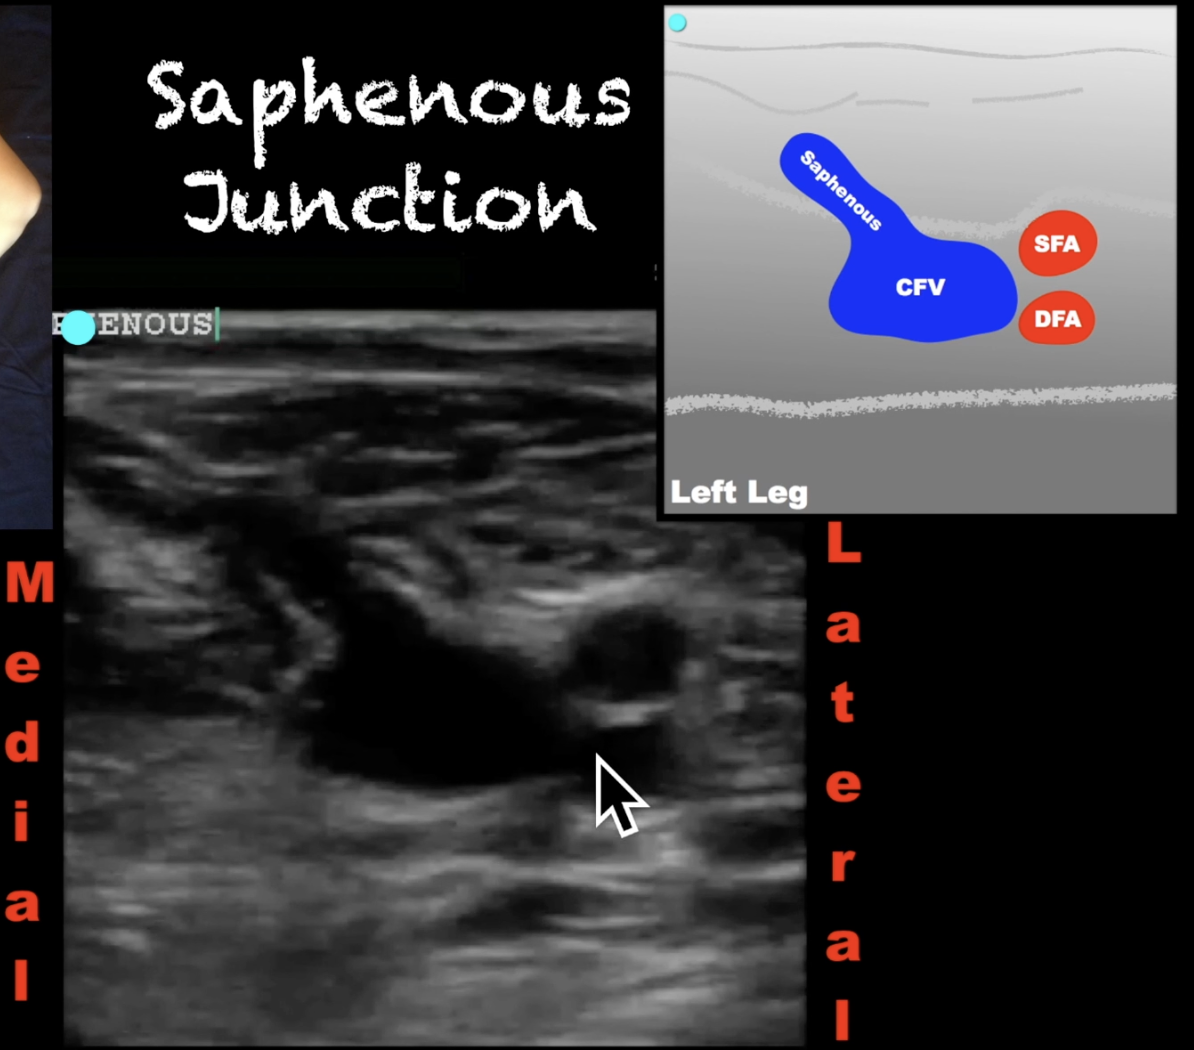 Saphenous
Junction
ENOUS
Saphenous
CFV
SFA
DFA
Left Leg
Medial
Lateral